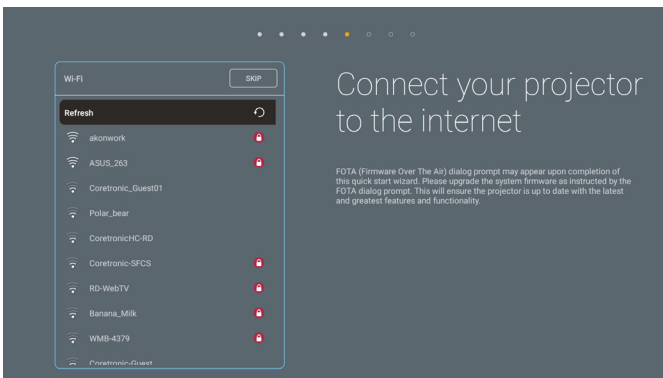 Wi-Fi
SKIP
Refresh
akonwork
ASUS_263
Coretronic_Guest01
Polar_bear
CoretronicHC-RD
Coretronic-SFCS
RD-WebTV
Banana_Milk
WMB-4379
Coretronic-Guest
Connect your projector
to the internet
FOTA (Firmware Over The Air) dialog prompt may appear upon completion of
this quick start wizard. Please upgrade the system firmware as instructed by the
FOTA dialog prompt. This will ensure the projector is up to date with the latest
and greatest features and functionality.